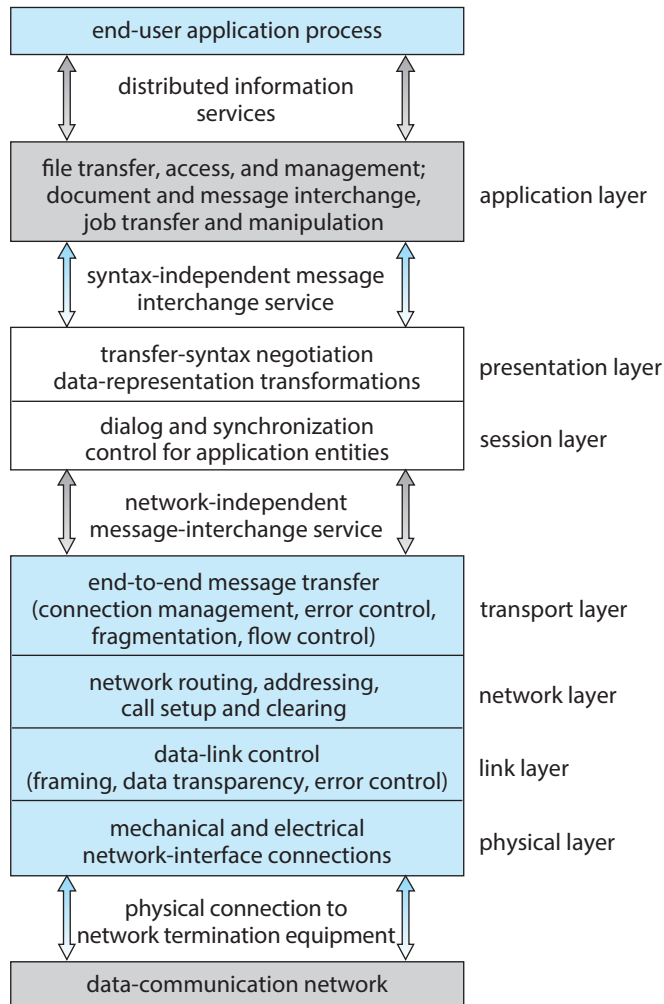 end-user application process
distributed information
services
file transfer, access, and management;
document and message interchange,
job transfer and manipulation
application layer
syntax-independent message
interchange service
transfer-syntax negotiation
data-representation transformations
presentation layer
dialog and synchronization
control for application entities
session layer
network-independent
message-interchange service
end-to-end message transfer
(connection management, error control,
fragmentation, flow control)
transport layer
network routing, addressing,
call setup and clearing
network layer
data-link control
(framing, data transparency, error control)
link layer
mechanical and electrical
network-interface connections
physical layer
physical connection to
network termination equipment
data-communication network